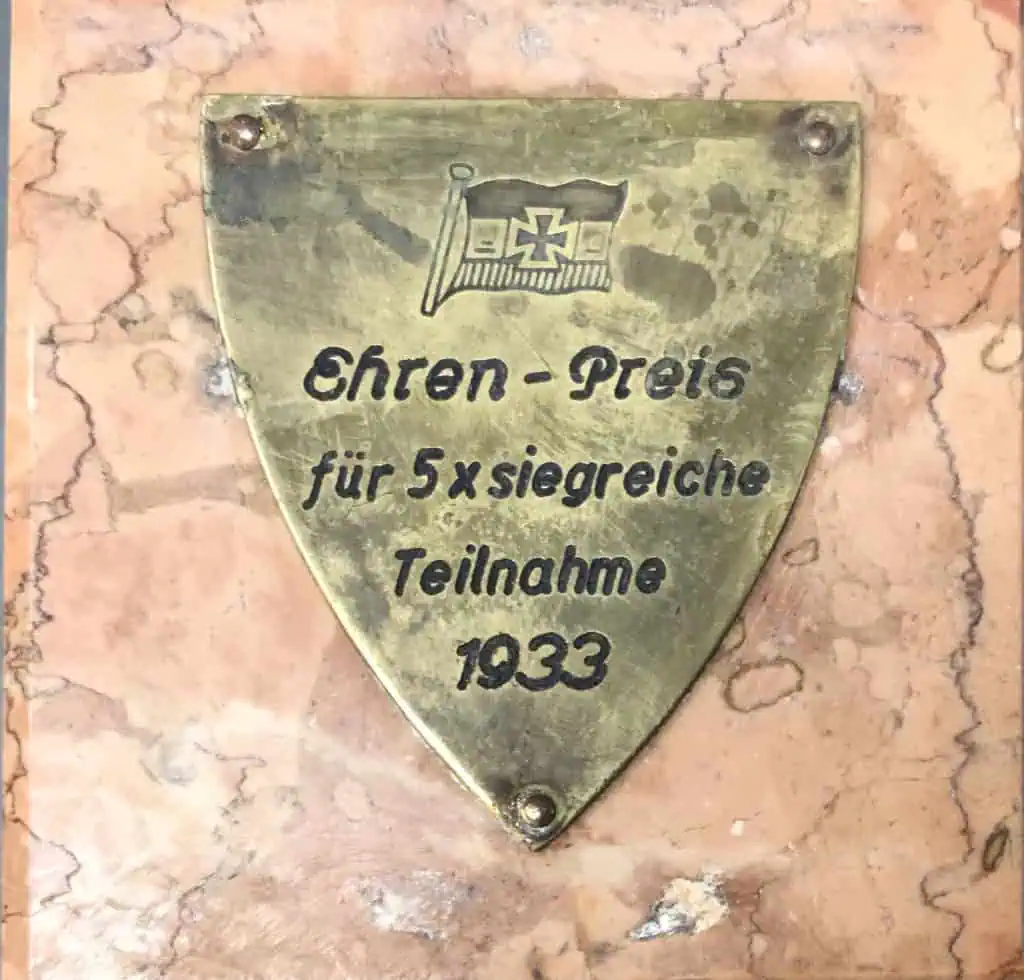 Ehren - Preis
für 5 x siegreiche
Teilnahme
1933